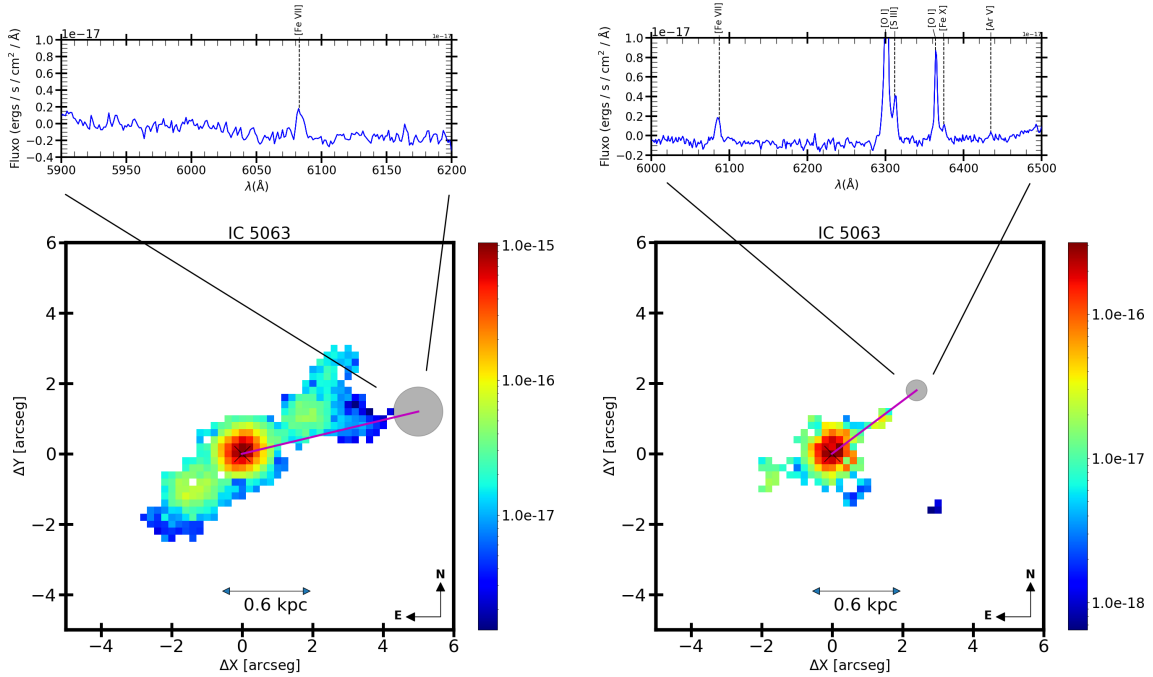 [Fe VII]
1e−17
1e−17
1.0
0.8
0.6
0.4
0.2
0.0
−0.2
−0.4
Fluxo (ergs / s / cm² / Å)
5900 5950 6000 6050 6100 6150 6200
λ(Å)
[Fe VII] [O I] [S III] [O I] [Fe X] [Ar V]
1e−17
1e−17
1.0
0.8
0.6
0.4
0.2
0.0
−0.2
Fluxo (ergs / s / cm² / Å)
6000 6100 6200 6300 6400 6500
λ(Å)
IC 5063
6
4
2
0
−2
−4
ΔY [arcseg]
0.6 kpc
N
E
−4 −2 0 2 4 6
ΔX [arcseg]
1.0e-15
1.0e-16
1.0e-17
IC 5063
6
4
2
0
−2
−4
ΔY [arcseg]
0.6 kpc
N
E
−4 −2 0 2 4 6
ΔX [arcseg]
1.0e-16
1.0e-17
1.0e-18